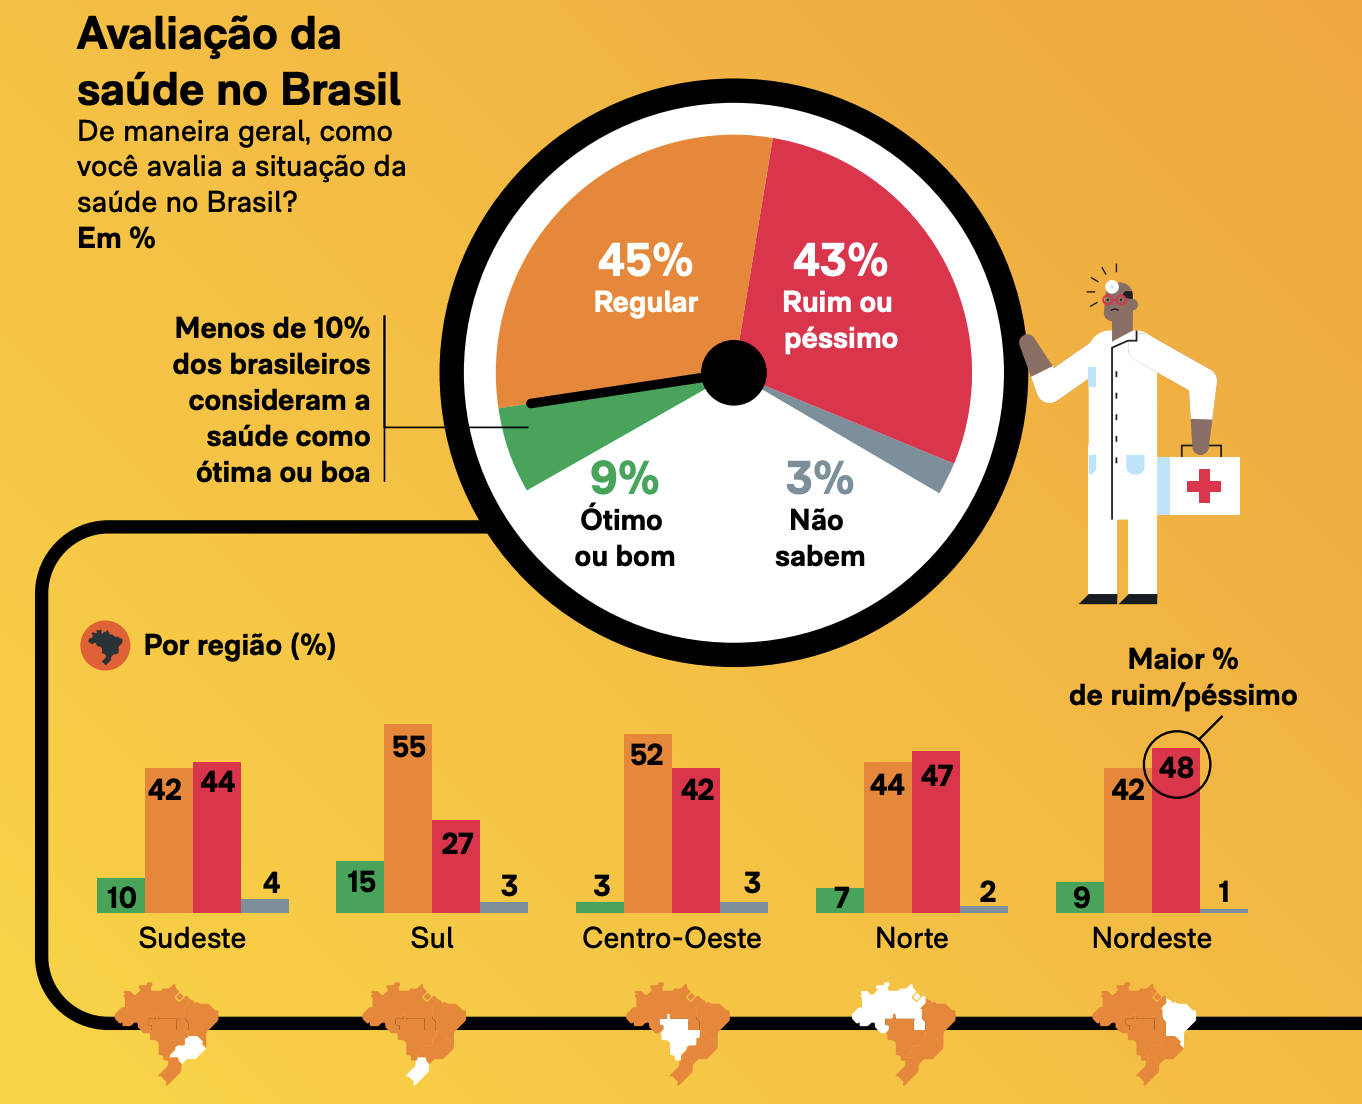 Avaliação da
saúde no Brasil
De maneira geral, como
você avalia a situação da
saúde no Brasil?
Em %
45%
Regular
43%
Ruim ou
péssimo
Menos de 10%
dos brasileiros
consideram a
saúde como
ótima ou boa
9%
Ótimo
ou bom
3%
Não
sabem
Por região (%)
Maior %
de ruim/péssimo
10
42
44
4
Sudeste
15
55
27
3
Sul
3
52
42
3
Centro-Oeste
7
44
47
2
Norte
9
42
48
1
Nordeste